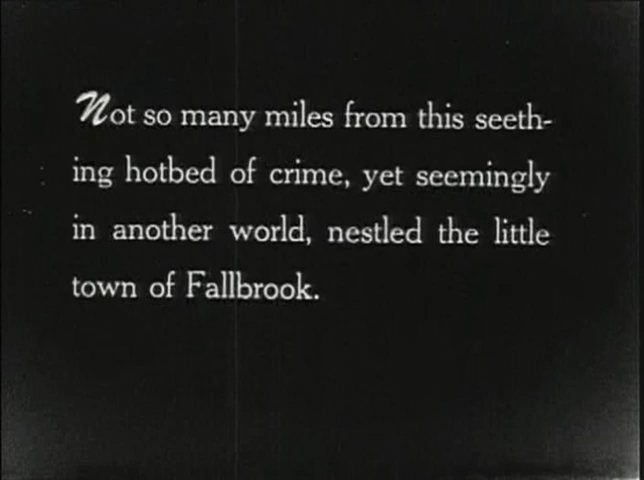 Not so many miles from this seeth-
ing hotbed of crime, yet seemingly
in another world, nestled the little
town of Fallbrook.